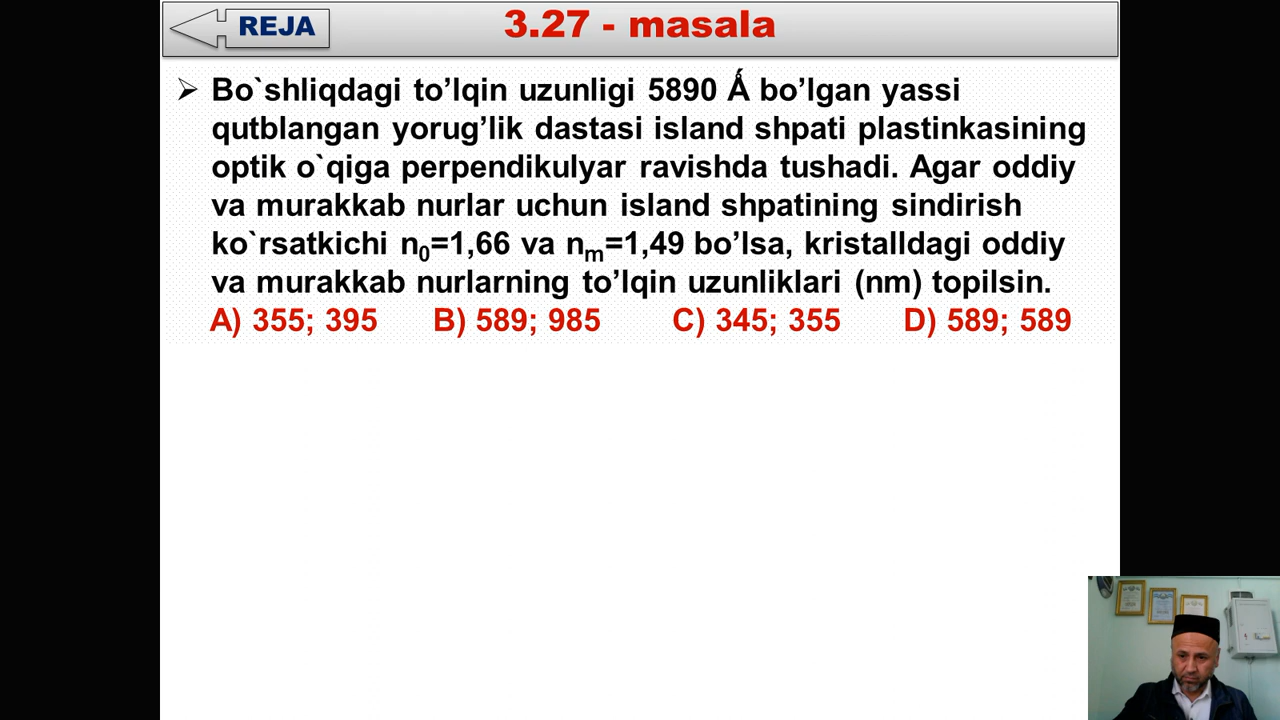 REJA
3.27 - masala
➢ Bo`shliqdagi to’lqin uzunligi 5890 Ǻ bo’lgan yassi
qutblangan yorug’lik dastasi island shpati plastinkasining
optik o`qiga perpendikulyar ravishda tushadi. Agar oddiy
va murakkab nurlar uchun island shpatining sindirish
ko`rsatkichi n₀=1,66 va nₘ=1,49 bo’lsa, kristalldagi oddiy
va murakkab nurlarning to’lqin uzunliklari (nm) topilsin.
A) 355; 395 B) 589; 985 C) 345; 355 D) 589; 589